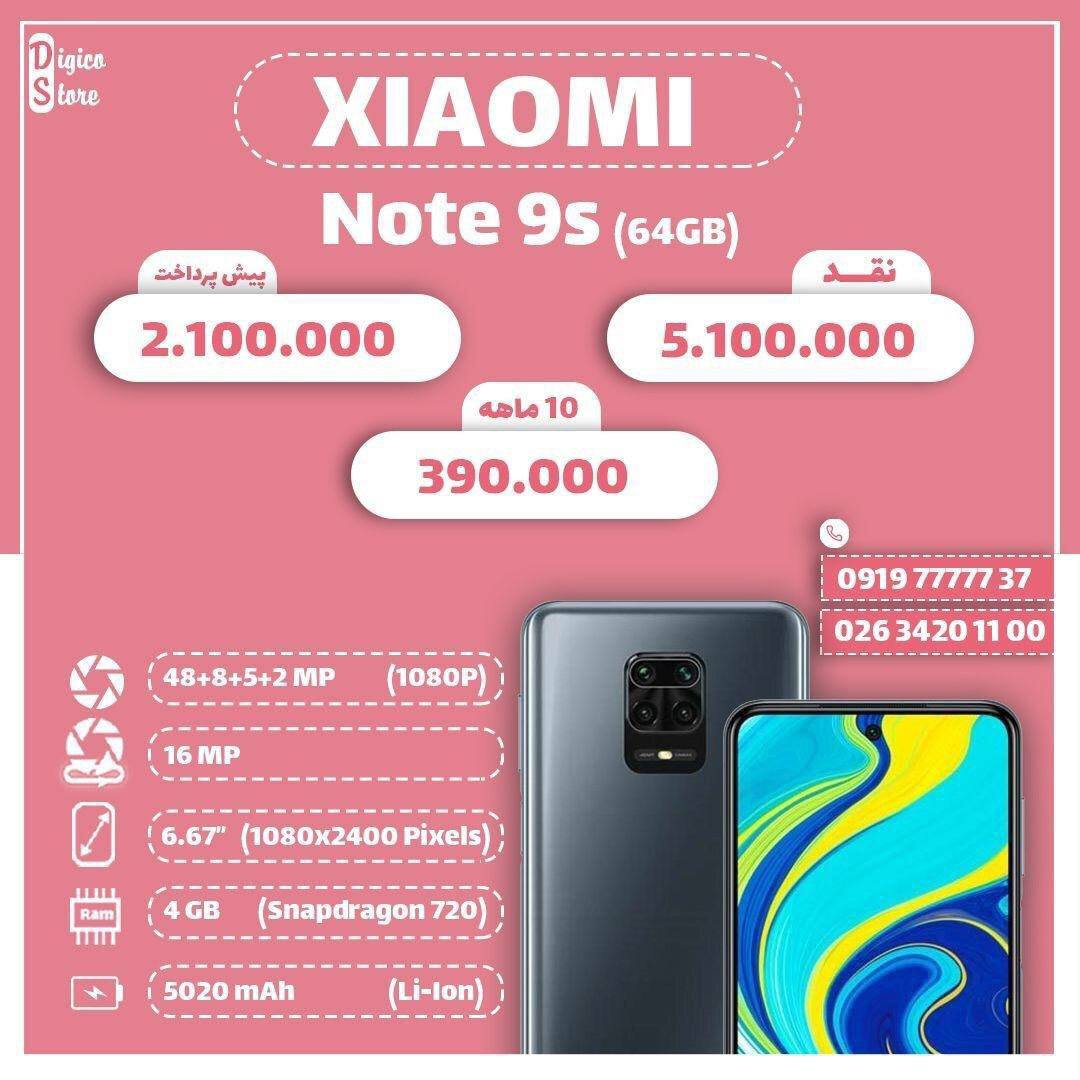 Digico
Store
XIAOMI
Note 9s (64GB)
نقـــد
5.100.000
پیش پرداخت
2.100.000
10 ماهه
390.000
0919 77777 37
026 3420 11 00
48+8+5+2 MP (1080P)
16 MP
6.67" (1080x2400 Pixels)
Ram
4 GB (Snapdragon 720)
5020 mAh (Li-Ion)